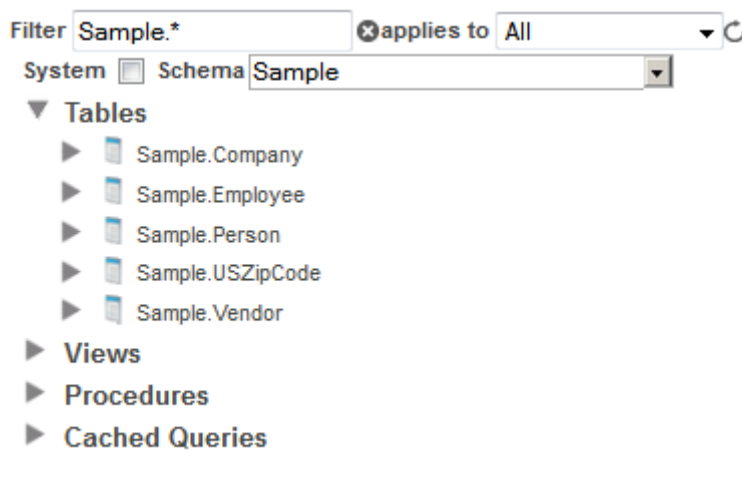 Filter Sample.* applies to All
System Schema Sample
Tables
Sample.Company
Sample.Employee
Sample.Person
Sample.USZipCode
Sample.Vendor
Views
Procedures
Cached Queries